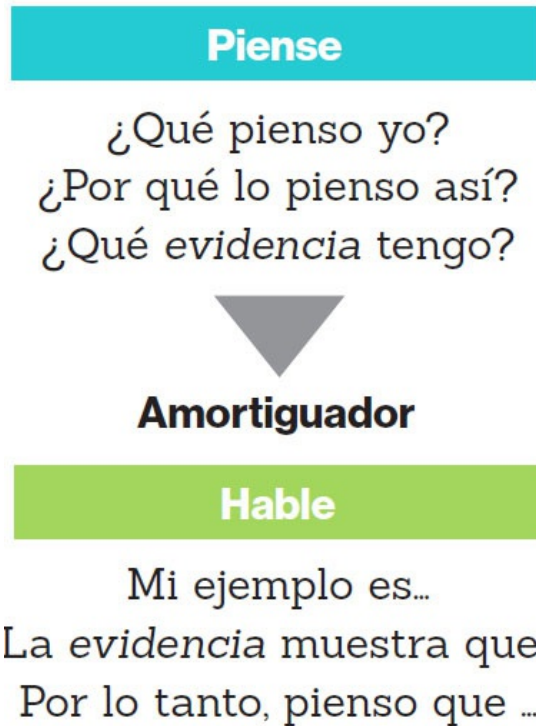 Piense
¿Qué pienso yo?
¿Por qué lo pienso así?
¿Qué evidencia tengo?
Amortiguador
Hable
Mi ejemplo es...
La evidencia muestra que
Por lo tanto, pienso que ...